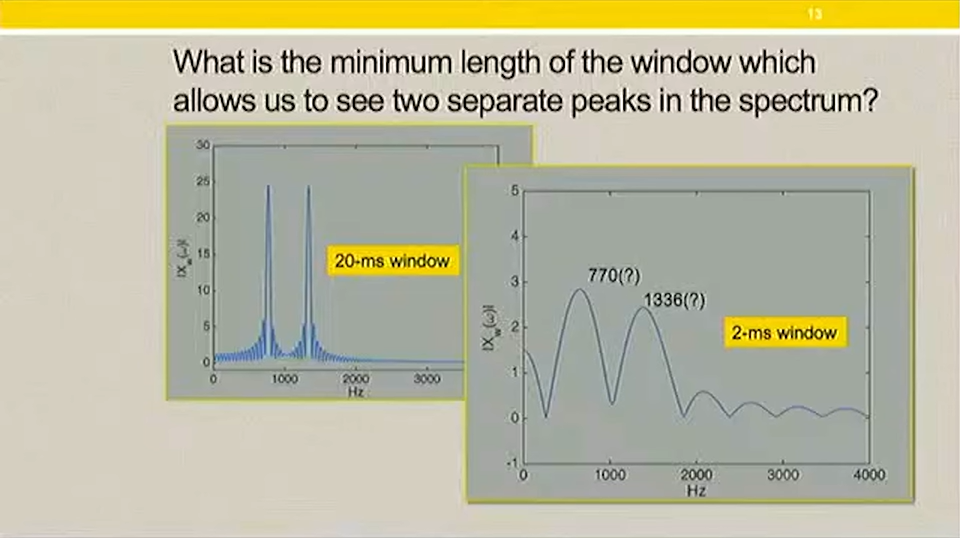 13
What is the minimum length of the window which
allows us to see two separate peaks in the spectrum?
30
25
20
15
10
5
0
|X_w(ω)|
20-ms window
0 1000 2000 3000
Hz
5
4
3
2
1
0
-1
|X_w(ω)|
770(?)
1336(?)
2-ms window
0 1000 2000 3000 4000
Hz